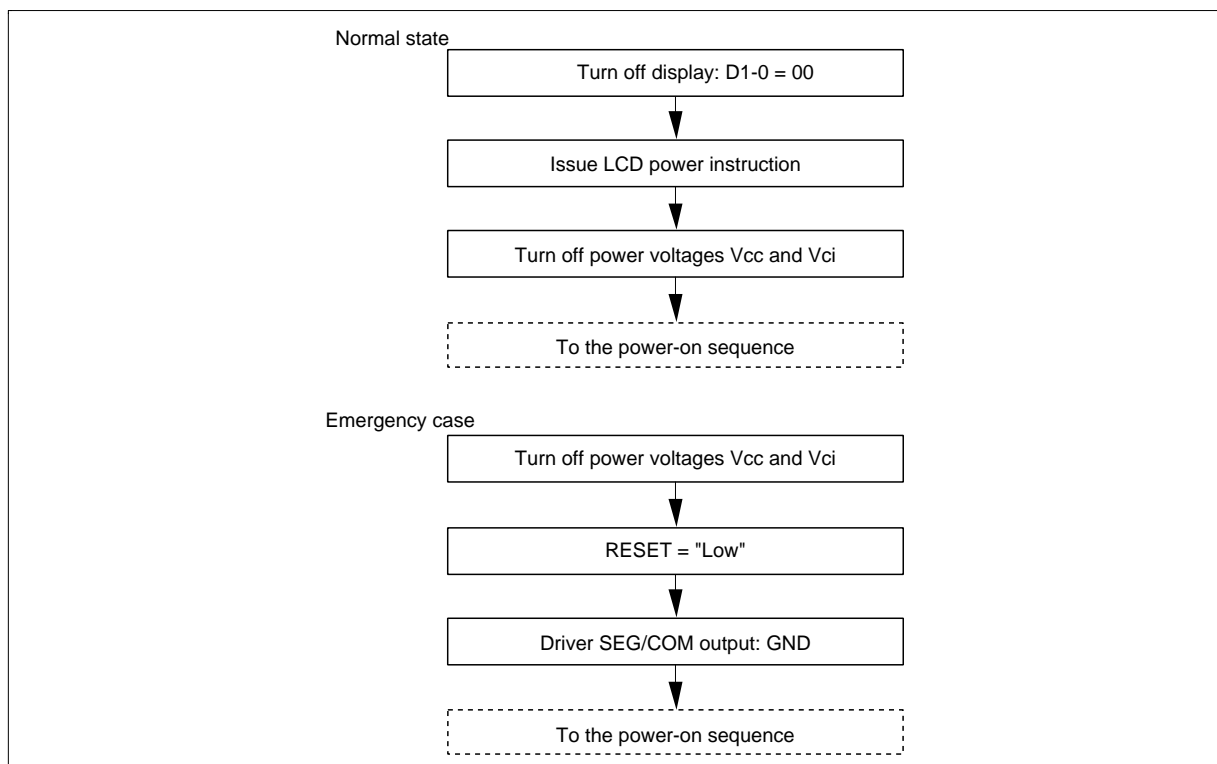 Normal state
Turn off display: D1-0 = 00
Issue LCD power instruction
Turn off power voltages Vcc and Vci
To the power-on sequence
Emergency case
Turn off power voltages Vcc and Vci
RESET = "Low"
Driver SEG/COM output: GND
To the power-on sequence